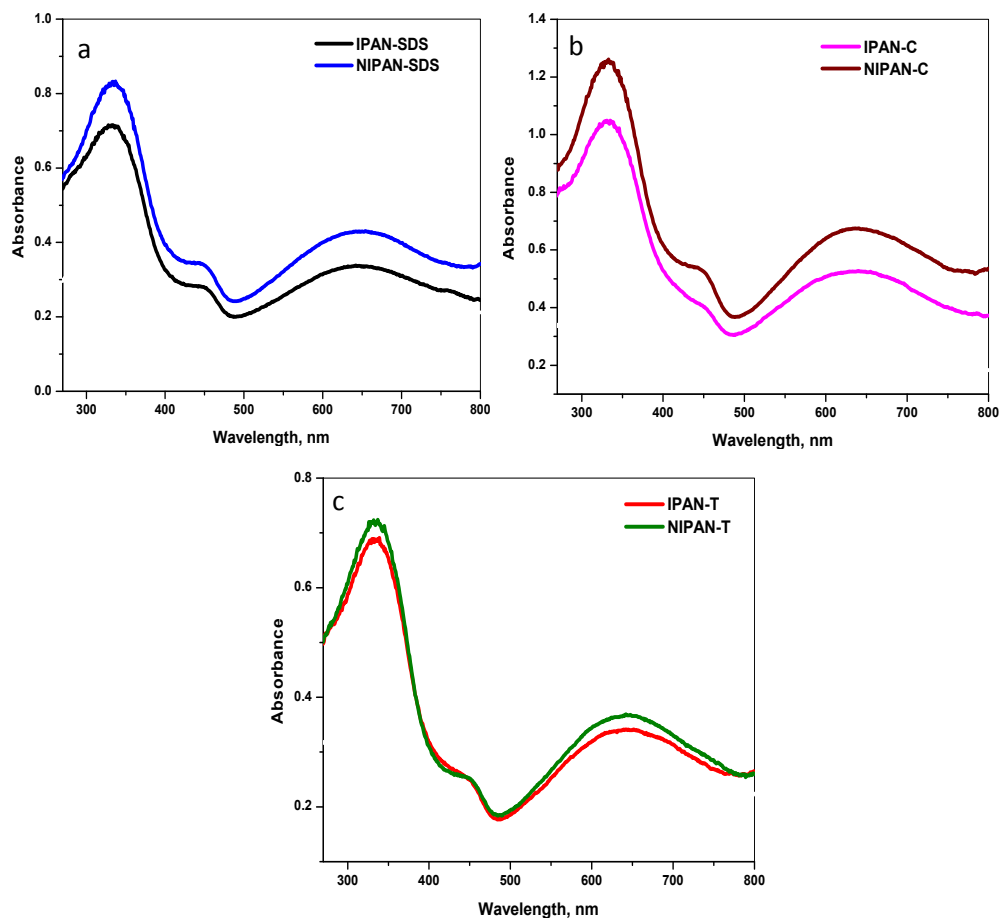 a
IPAN-SDS
NIPAN-SDS
Absorbance
1.0
0.8
0.6
0.4
0.2
0.0
300 400 500 600 700 800
Wavelength, nm
b
IPAN-C
NIPAN-C
Absorbance
1.2
1.0
0.8
0.6
0.4
0.2
300 400 500 600 700 800
Wavelength, nm
c
IPAN-T
NIPAN-T
Absorbance
0.8
0.6
0.4
0.2
300 400 500 600 700 800
Wavelength, nm